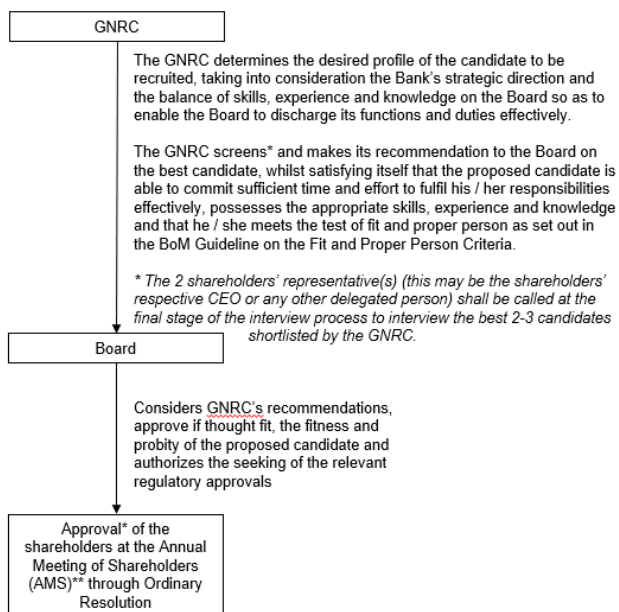 GNRC
The GNRC determines the desired profile of the candidate to be
recruited, taking into consideration the Bank's strategic direction and
the balance of skills, experience and knowledge on the Board so as to
enable the Board to discharge its functions and duties effectively.
The GNRC screens* and makes its recommendation to the Board on
the best candidate, whilst satisfying itself that the proposed candidate is
able to commit sufficient time and effort to fulfil his / her responsibilities
effectively, possesses the appropriate skills, experience and knowledge
and that he / she meets the test of fit and proper person as set out in
the BoM Guideline on the Fit and Proper Person Criteria.
* The 2 shareholders' representative(s) (this may be the shareholders'
respective CEO or any other delegated person) shall be called at the
final stage of the interview process to interview the best 2-3 candidates
shortlisted by the GNRC.
Board
Considers GNRC's recommendations,
approve if thought fit, the fitness and
probity of the proposed candidate and
authorizes the seeking of the relevant
regulatory approvals
Approval* of the
shareholders at the Annual
Meeting of Shareholders
(AMS)** through Ordinary
Resolution